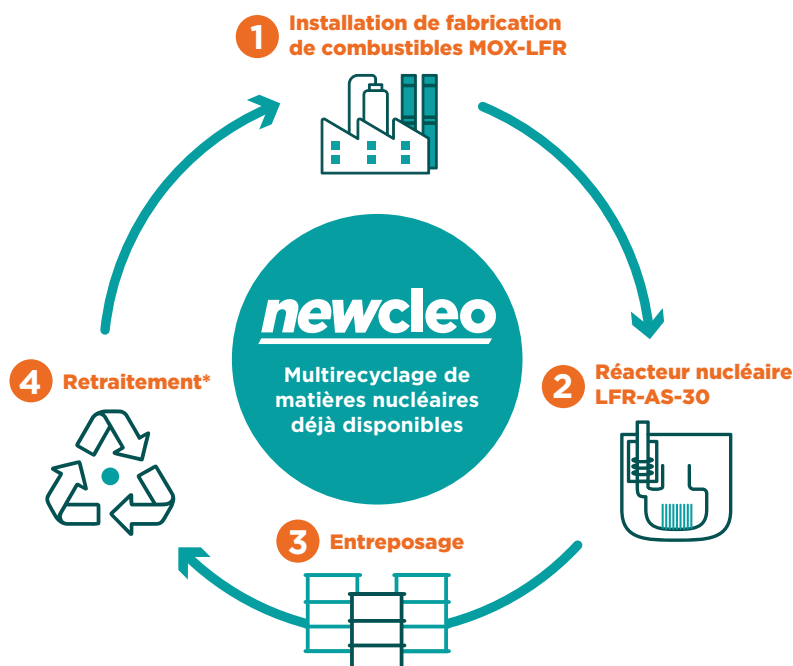 1 Installation de fabrication
de combustibles MOX-LFR
newcleo
Multirecyclage de
matières nucléaires
déjà disponibles
2 Réacteur nucléaire
LFR-AS-30
3 Entreposage
4 Retraitement*